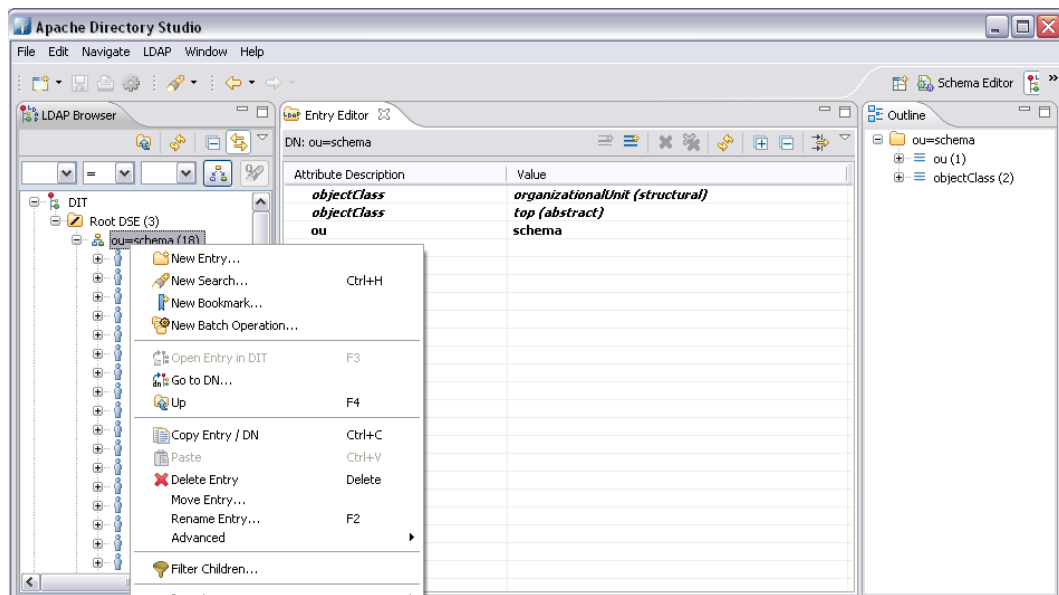 Apache Directory Studio
File Edit Navigate LDAP Window Help
Schema Editor
LDAP Browser
Entry Editor
Outline
DN: ou=schema
=
Attribute Description Value
objectClass organizationalUnit (structural)
objectClass top (abstract)
ou schema
ou=schema
ou (1)
objectClass (2)
DIT
Root DSE (3)
ou=schema (18)
New Entry...
New Search... Ctrl+H
New Bookmark...
New Batch Operation...
Open Entry in DIT F3
Go to DN...
Up F4
Copy Entry / DN Ctrl+C
Paste Ctrl+V
Delete Entry Delete
Move Entry...
Rename Entry... F2
Advanced
Filter Children...